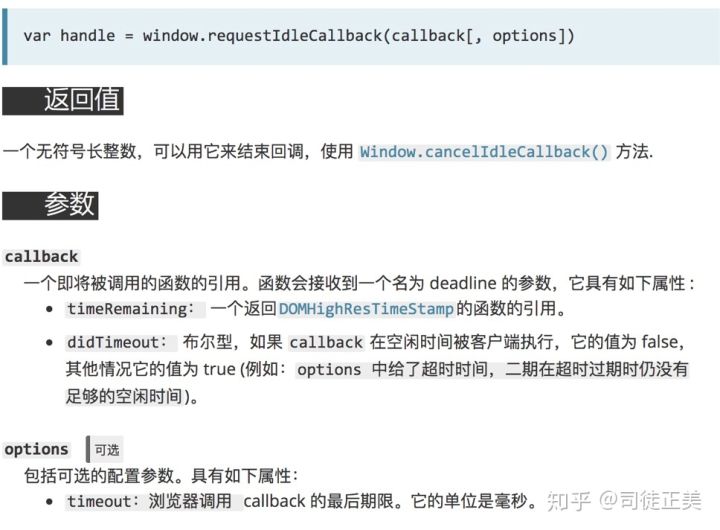 var handle = window.requestIdleCallback(callback[, options])
返回值
一个无符号长整数，可以用它来结束回调，使用 Window.cancelIdleCallback() 方法.
参数
callback
一个即将被调用的函数的引用。函数会接收到一个名为 deadline 的参数，它具有如下属性：
• timeRemaining： 一个返回DOMHighResTimeStamp的函数的引用。
• didTimeout：布尔型，如果 callback 在空闲时间被客户端执行，它的值为 false，
其他情况它的值为 true (例如：options 中给了超时时间，二期在超时过期时仍没有
足够的空闲时间)。
options 可选
包括可选的配置参数。具有如下属性：
• timeout：浏览器调用 callback 的最后期限。它的单位是毫秒。
知乎 @司徒正美